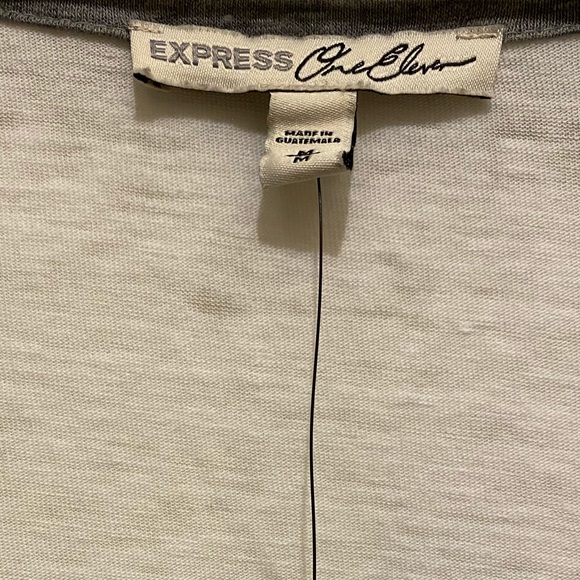 EXPRESS One Eleven
MADE IN
GUATEMALA
M